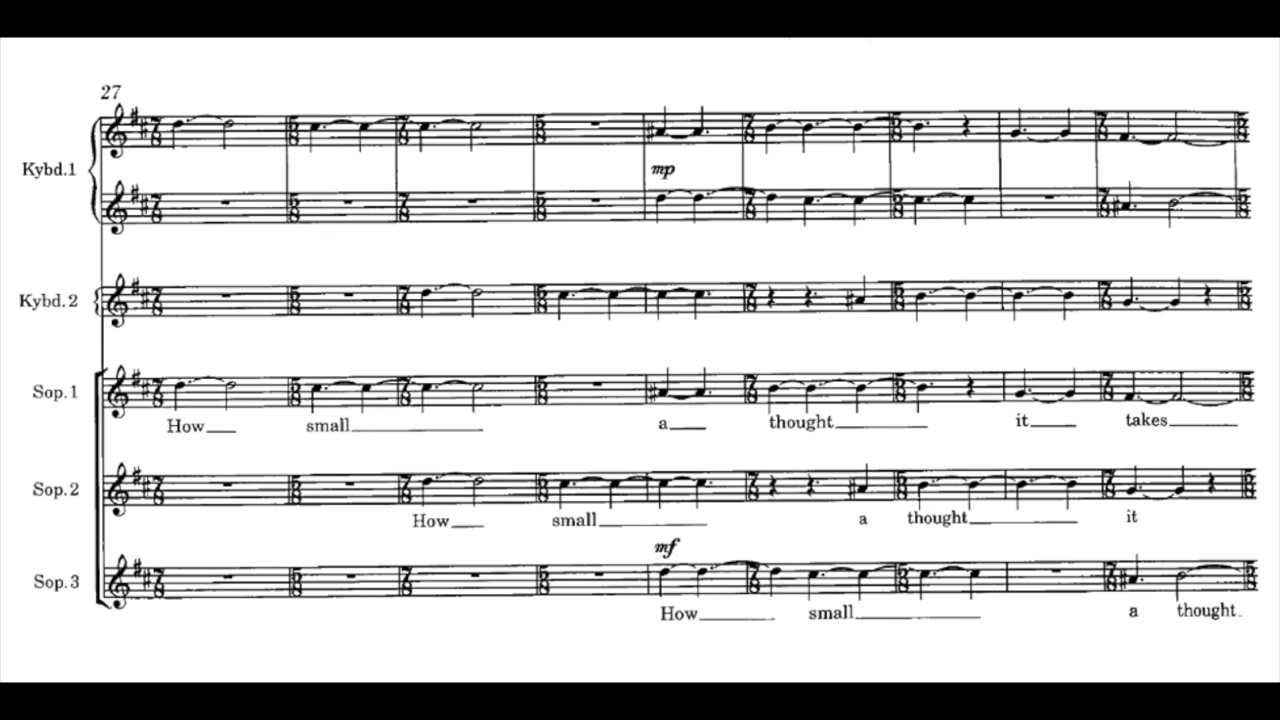 27
Kybd.1
mp
Kybd.2
Sop.1
How small a thought it takes
Sop.2
How small a thought it
mf
Sop.3
How small a thought